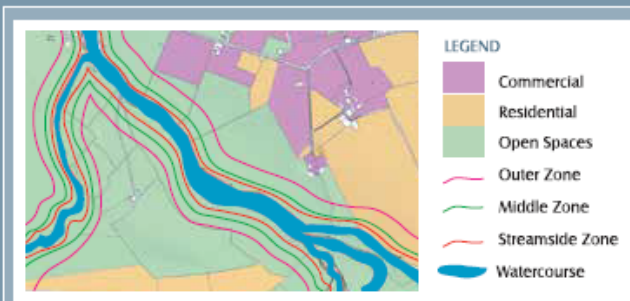 LEGEND
Commercial
Residential
Open Spaces
Outer Zone
Middle Zone
Streamside Zone
Watercourse